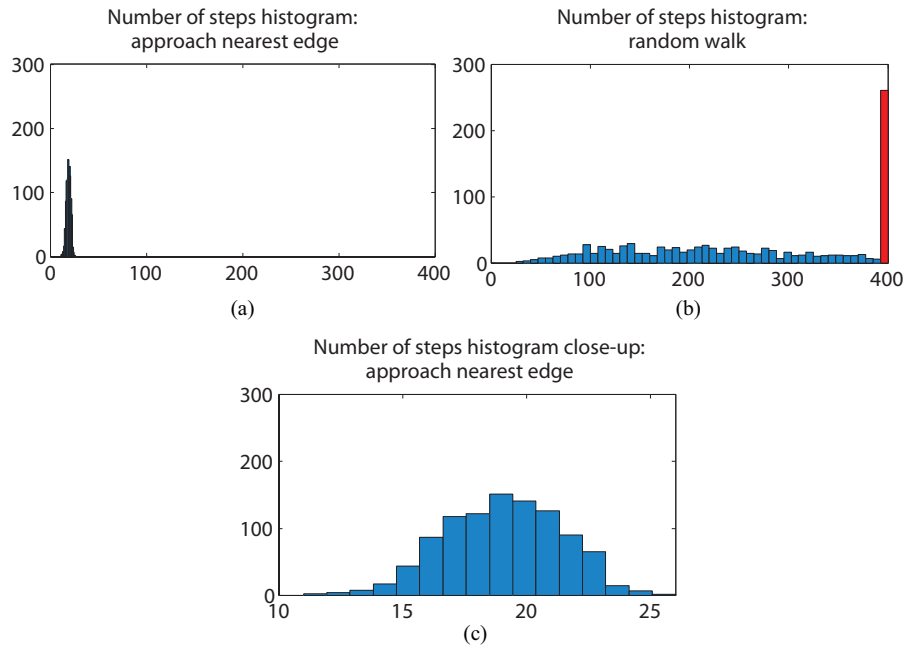 Number of steps histogram:
approach nearest edge
300
200
100
0
0
100
200
300
400
(a)
Number of steps histogram:
random walk
300
200
100
0
0
100
200
300
400
(b)
Number of steps histogram close-up:
approach nearest edge
300
200
100
0
10
15
20
25
(c)